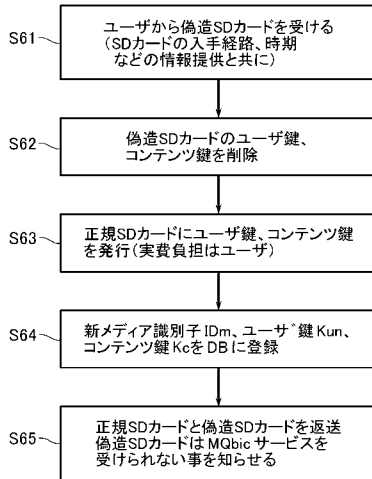 S61
ユーザから偽造SDカードを受ける
(SDカードの入手経路、時期
などの情報提供と共に)
S62
偽造SDカードのユーザ鍵、
コンテンツ鍵を削除
S63
正規SDカードにユーザ鍵、コンテンツ鍵
を発行(実費負担はユーザ)
S64
新メディア識別子IDm、ユーザ鍵Kun、
コンテンツ鍵KcをDBに登録
S65
正規SDカードと偽造SDカードを返送
偽造SDカードはMQbicサービスを
受けられない事を知らせる